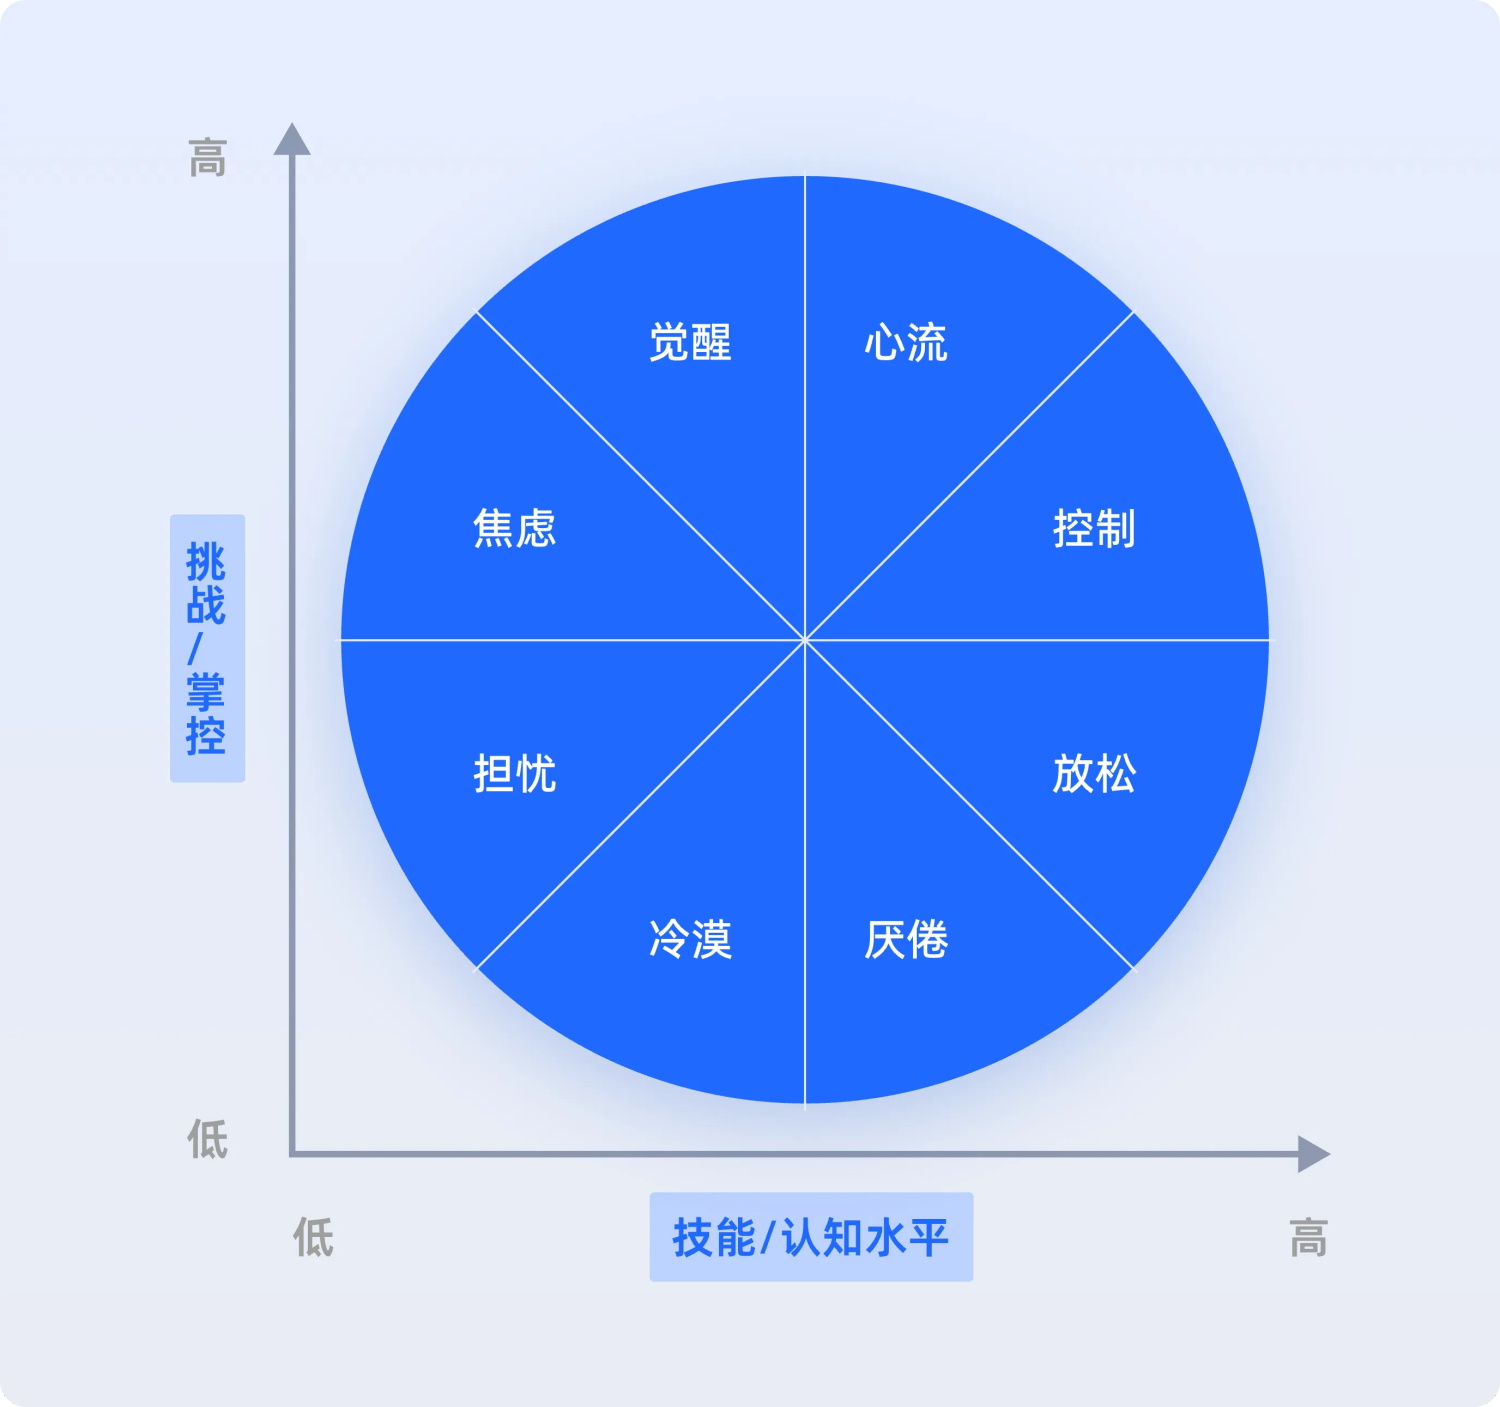 高
觉醒
心流
焦虑
控制
挑战/掌控
担忧
放松
冷漠
厌倦
低
低
技能/认知水平
高